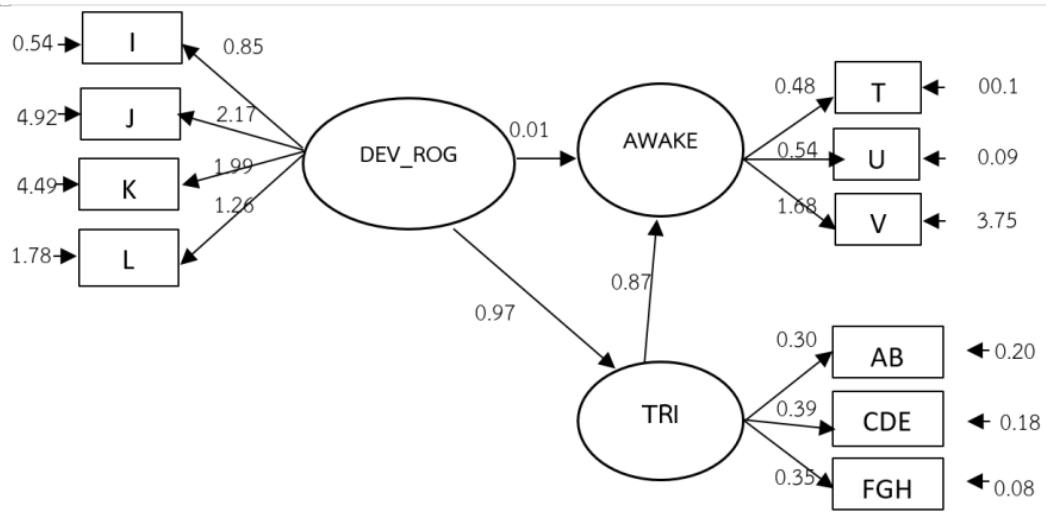 0.54
I
0.85
4.92
J
2.17
4.49
K
1.99
1.78
L
1.26
DEV_ROG
0.01
AWAKE
0.48
T
00.1
0.54
U
0.09
1.68
V
3.75
0.97
0.87
TRI
0.30
AB
0.20
0.39
CDE
0.18
0.35
FGH
0.08